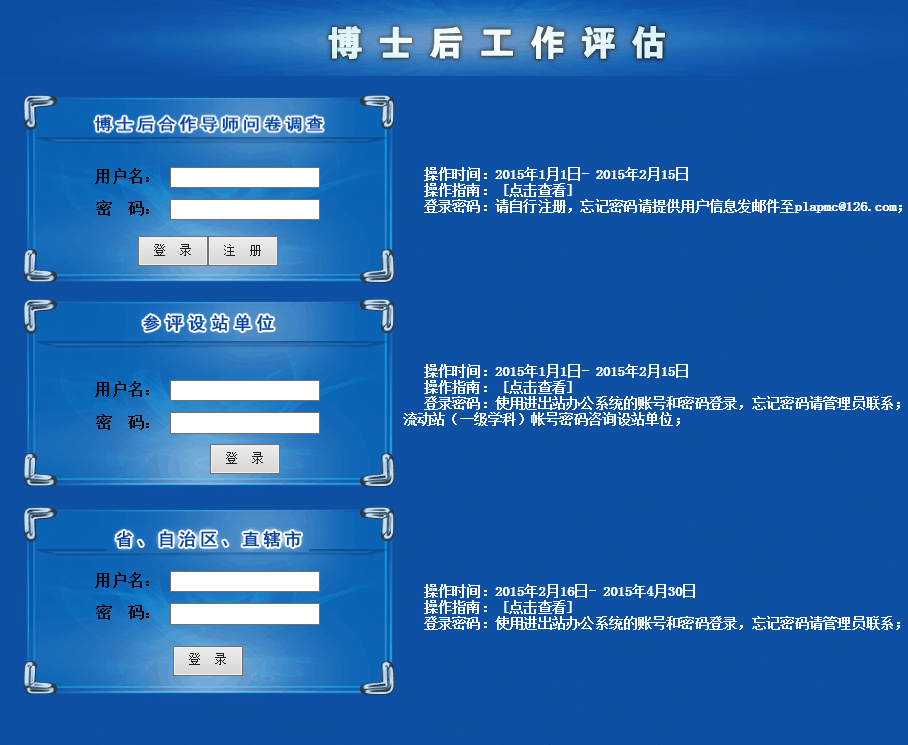 博士后工作评估
博士后合作导师问卷调查
用户名：
密 码：
登 录
注 册
操作时间：2015年1月1日- 2015年2月15日
操作指南： [点击查看]
登录密码：请自行注册，忘记密码请提供用户信息发邮件至plapmc@126.com；
参评设站单位
用户名：
密 码：
登 录
操作时间：2015年1月1日- 2015年2月15日
操作指南： [点击查看]
登录密码：使用进出站办公系统的账号和密码登录，忘记密码请管理员联系；
流动站（一级学科）帐号密码咨询设站单位；
省、自治区、直辖市
用户名：
密 码：
登 录
操作时间：2015年2月16日- 2015年4月30日
操作指南： [点击查看]
登录密码：使用进出站办公系统的账号和密码登录，忘记密码请管理员联系；